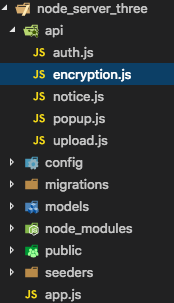 node_server_three
api
JS auth.js
JS encryption.js
JS notice.js
JS popup.js
JS upload.js
config
migrations
models
node_modules
public
seeders
JS app.js